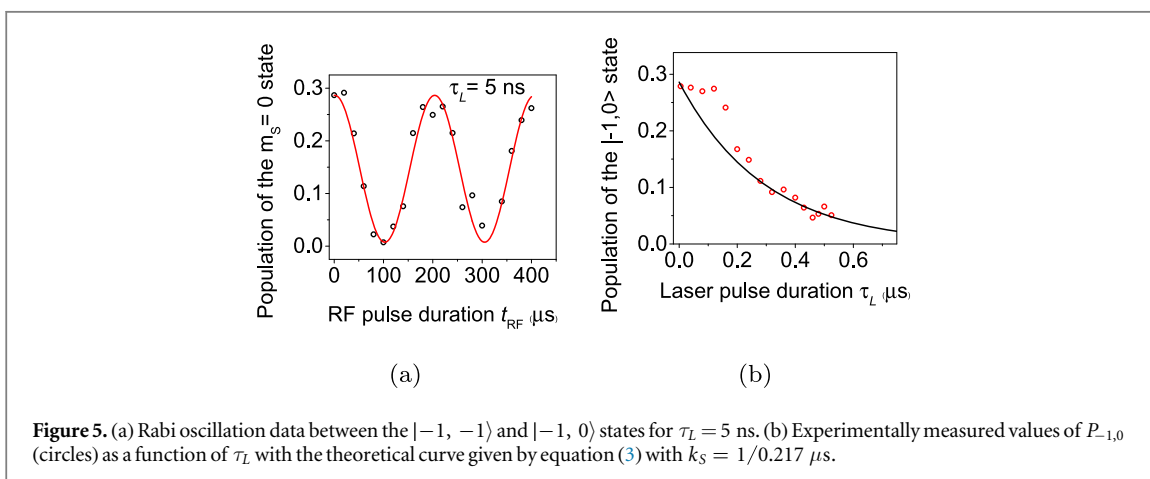 Population of the m_S = 0 state
0.3
0.2
0.1
0.0
τ_L = 5 ns
0 100 200 300 400
RF pulse duration t_RF (μs)
(a)
Population of the |-1,0> state
0.3
0.2
0.1
0.0
0.0 0.2 0.4 0.6
Laser pulse duration τ_L (μs)
(b)
Figure 5. (a) Rabi oscillation data between the |−1, −1⟩ and |−1, 0⟩ states for τ_L = 5 ns. (b) Experimentally measured values of P_−1,0
(circles) as a function of τ_L with the theoretical curve given by equation (3) with k_S = 1/0.217 μs.